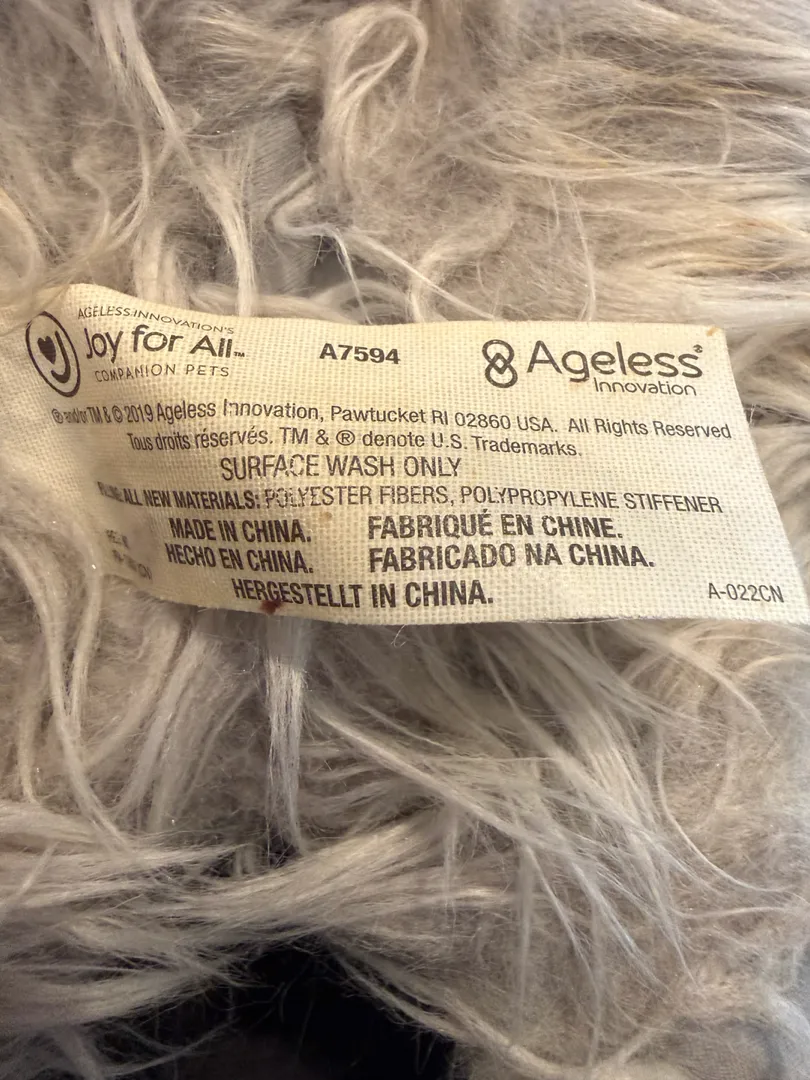 AGELESS INNOVATION'S
Joy for All™
COMPANION PETS
A7594
Ageless®
Innovation
® and/or TM & © 2019 Ageless Innovation, Pawtucket RI 02860 USA. All Rights Reserved
Tous droits réservés. TM & ® denote U.S. Trademarks.
SURFACE WASH ONLY
ALL NEW MATERIALS: POLYESTER FIBERS, POLYPROPYLENE STIFFENER
MADE IN CHINA. FABRIQUÉ EN CHINE.
HECHO EN CHINA. FABRICADO NA CHINA.
HERGESTELLT IN CHINA.
A-022CN